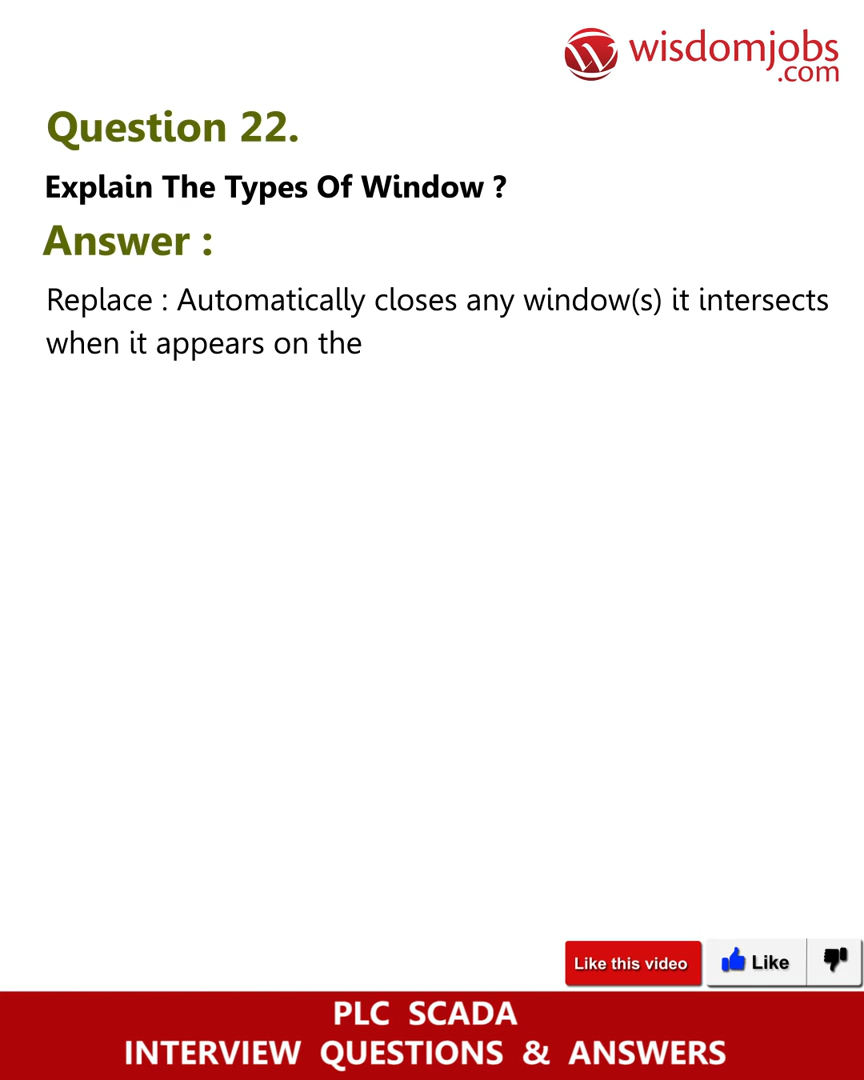 wisdomjobs
.com
Question 22.
Explain The Types Of Window ?
Answer :
Replace : Automatically closes any window(s) it intersects
when it appears on the
Like this video
Like
PLC SCADA
INTERVIEW QUESTIONS & ANSWERS